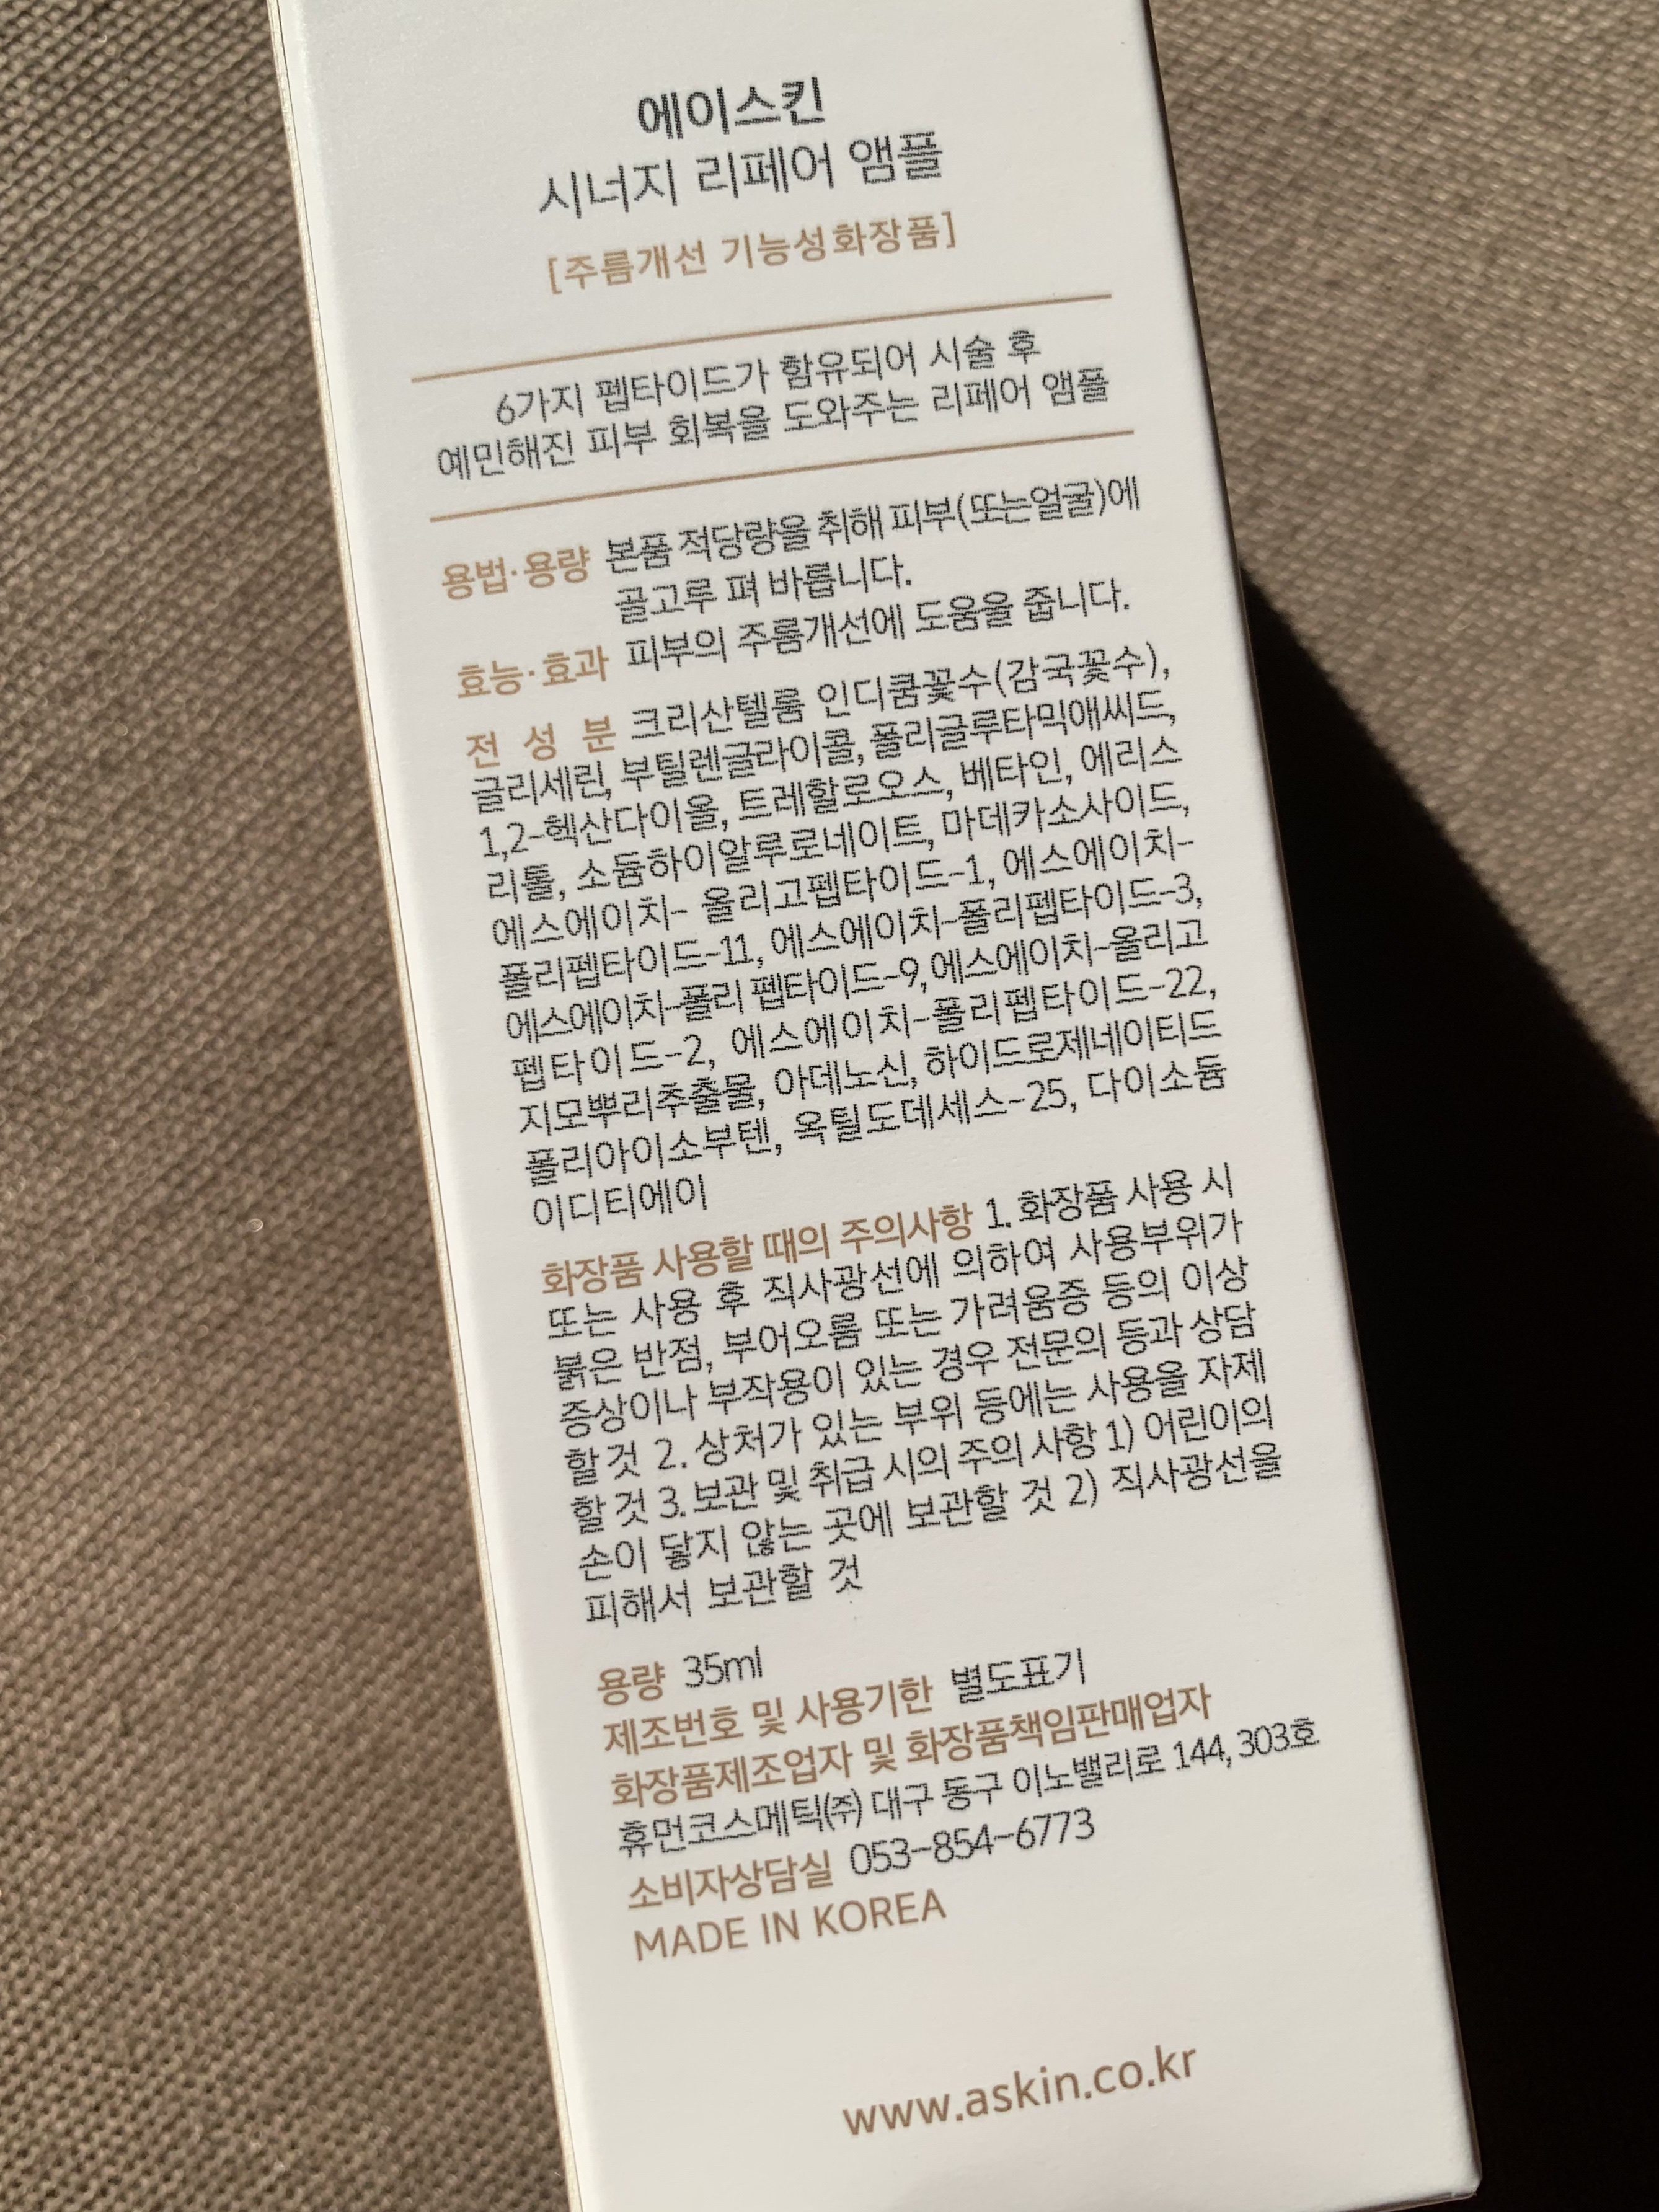 에이스킨
시너지 리페어 앰플
[주름개선 기능성화장품]
6가지 펩타이드가 함유되어 시술 후
예민해진 피부 회복을 도와주는 리페어 앰플
용법·용량 본품 적당량을 취해 피부(또는얼굴)에
골고루 펴 바릅니다.
효능·효과 피부의 주름개선에 도움을 줍니다.
전 성 분 크리산텔룸 인디쿰꽃수(감국꽃수),
글리세린, 부틸렌글라이콜, 폴리글루타믹애씨드,
1,2-헥산다이올, 트레할로오스, 베타인, 에리스
리톨, 소듐하이알루로네이트, 마데카소사이드,
에스에이치- 올리고펩타이드-1, 에스에이치-
폴리펩타이드-11, 에스에이치-폴리펩타이드-3,
에스에이치-폴리 펩타이드-9, 에스에이치-올리고
펩타이드-2, 에스에이치-폴리펩타이드-22,
지모뿌리추출물, 아데노신, 하이드로제네이티드
폴리아이소부텐, 옥틸도데세스-25, 다이소듐
이디티에이
화장품 사용할 때의 주의사항 1. 화장품 사용 시
또는 사용 후 직사광선에 의하여 사용부위가
붉은 반점, 부어오름 또는 가려움증 등의 이상
증상이나 부작용이 있는 경우 전문의 등과 상담
할 것 2. 상처가 있는 부위 등에는 사용을 자제
할 것 3. 보관 및 취급 시의 주의 사항 1) 어린이의
손이 닿지 않는 곳에 보관할 것 2) 직사광선을
피해서 보관할 것
용량 35ml
제조번호 및 사용기한 별도표기
화장품제조업자 및 화장품책임판매업자
휴먼코스메틱(주) 대구 동구 이노밸리로 144, 303호
소비자상담실 053-854-6773
MADE IN KOREA
www.askin.co.kr